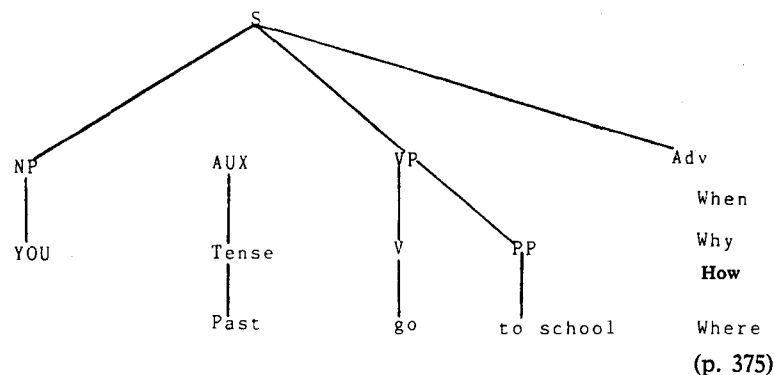 S
NP AUX VP Adv
When
YOU Tense V PP Why
How
Past go to school Where
(p. 375)